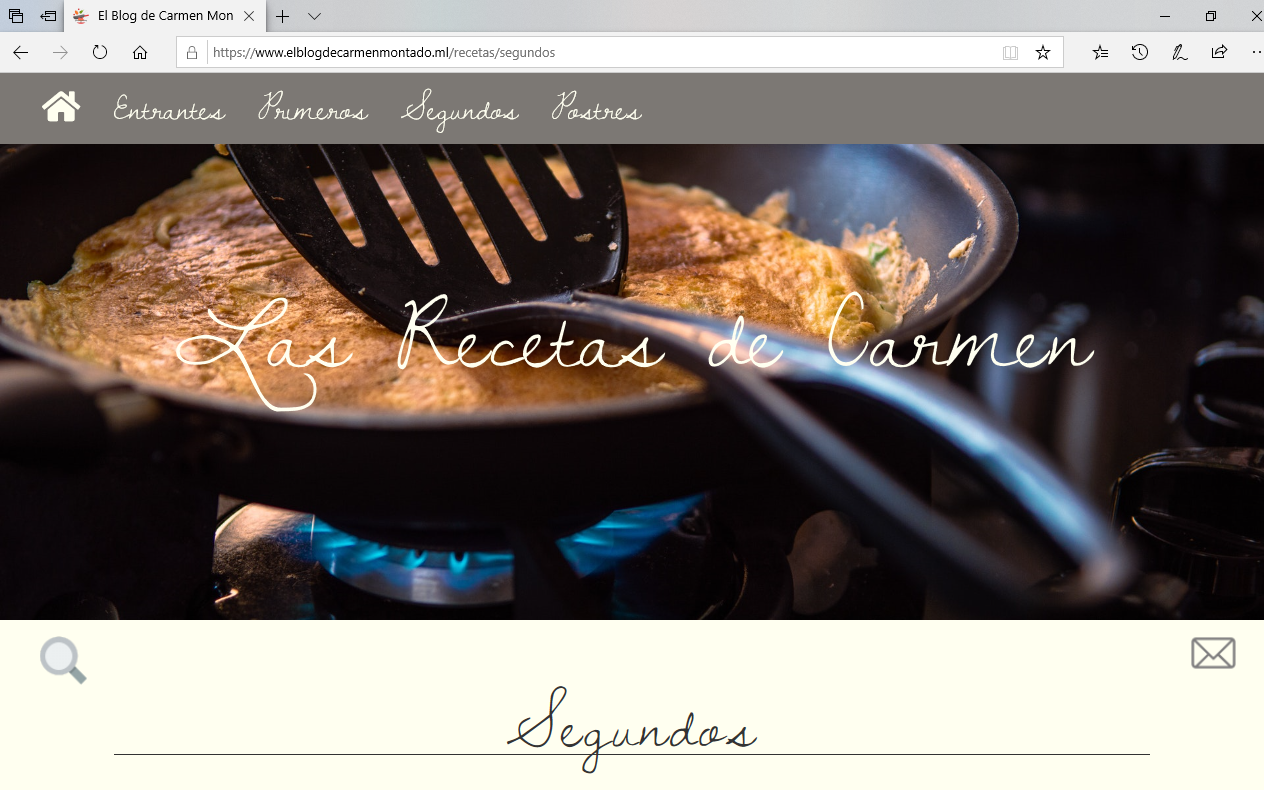 El Blog de Carmen Mon
https://www.elblogdecarmenmontado.ml/recetas/segundos
Entrantes Primeros Segundos Postres
Las Recetas de Carmen
Segundos